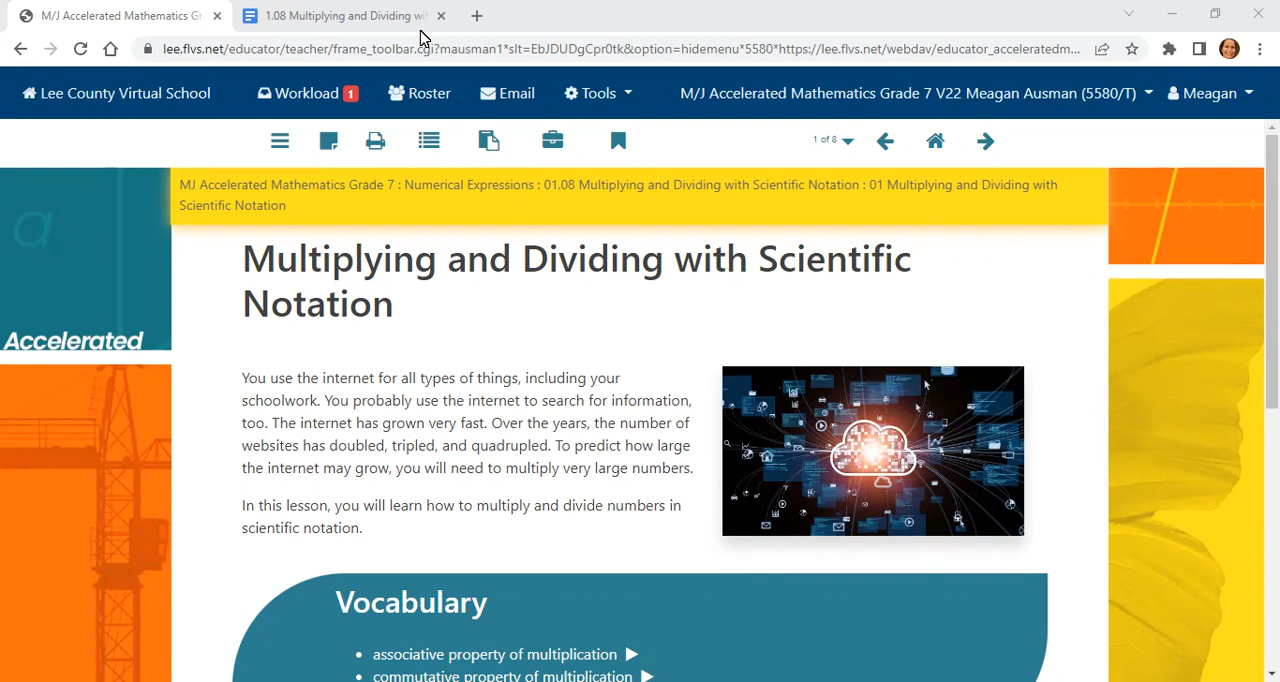 M/J Accelerated Mathematics Gr
1.08 Multiplying and Dividing wit
lee.flvs.net/educator/teacher/frame_toolbar.cgi?mausman1*slt=EbJDUDgCpr0tk&option=hidemenu*5580*https://lee.flvs.net/webdav/educator_acceleratedm...
Lee County Virtual School
Workload 1
Roster
Email
Tools
M/J Accelerated Mathematics Grade 7 V22 Meagan Ausman (5580/T)
Meagan
1 of 8
MJ Accelerated Mathematics Grade 7 : Numerical Expressions : 01.08 Multiplying and Dividing with Scientific Notation : 01 Multiplying and Dividing with
Scientific Notation
a
Accelerated
Multiplying and Dividing with Scientific
Notation
You use the internet for all types of things, including your
schoolwork. You probably use the internet to search for information,
too. The internet has grown very fast. Over the years, the number of
websites has doubled, tripled, and quadrupled. To predict how large
the internet may grow, you will need to multiply very large numbers.
In this lesson, you will learn how to multiply and divide numbers in
scientific notation.
Vocabulary
• associative property of multiplication
• commutative property of multiplication